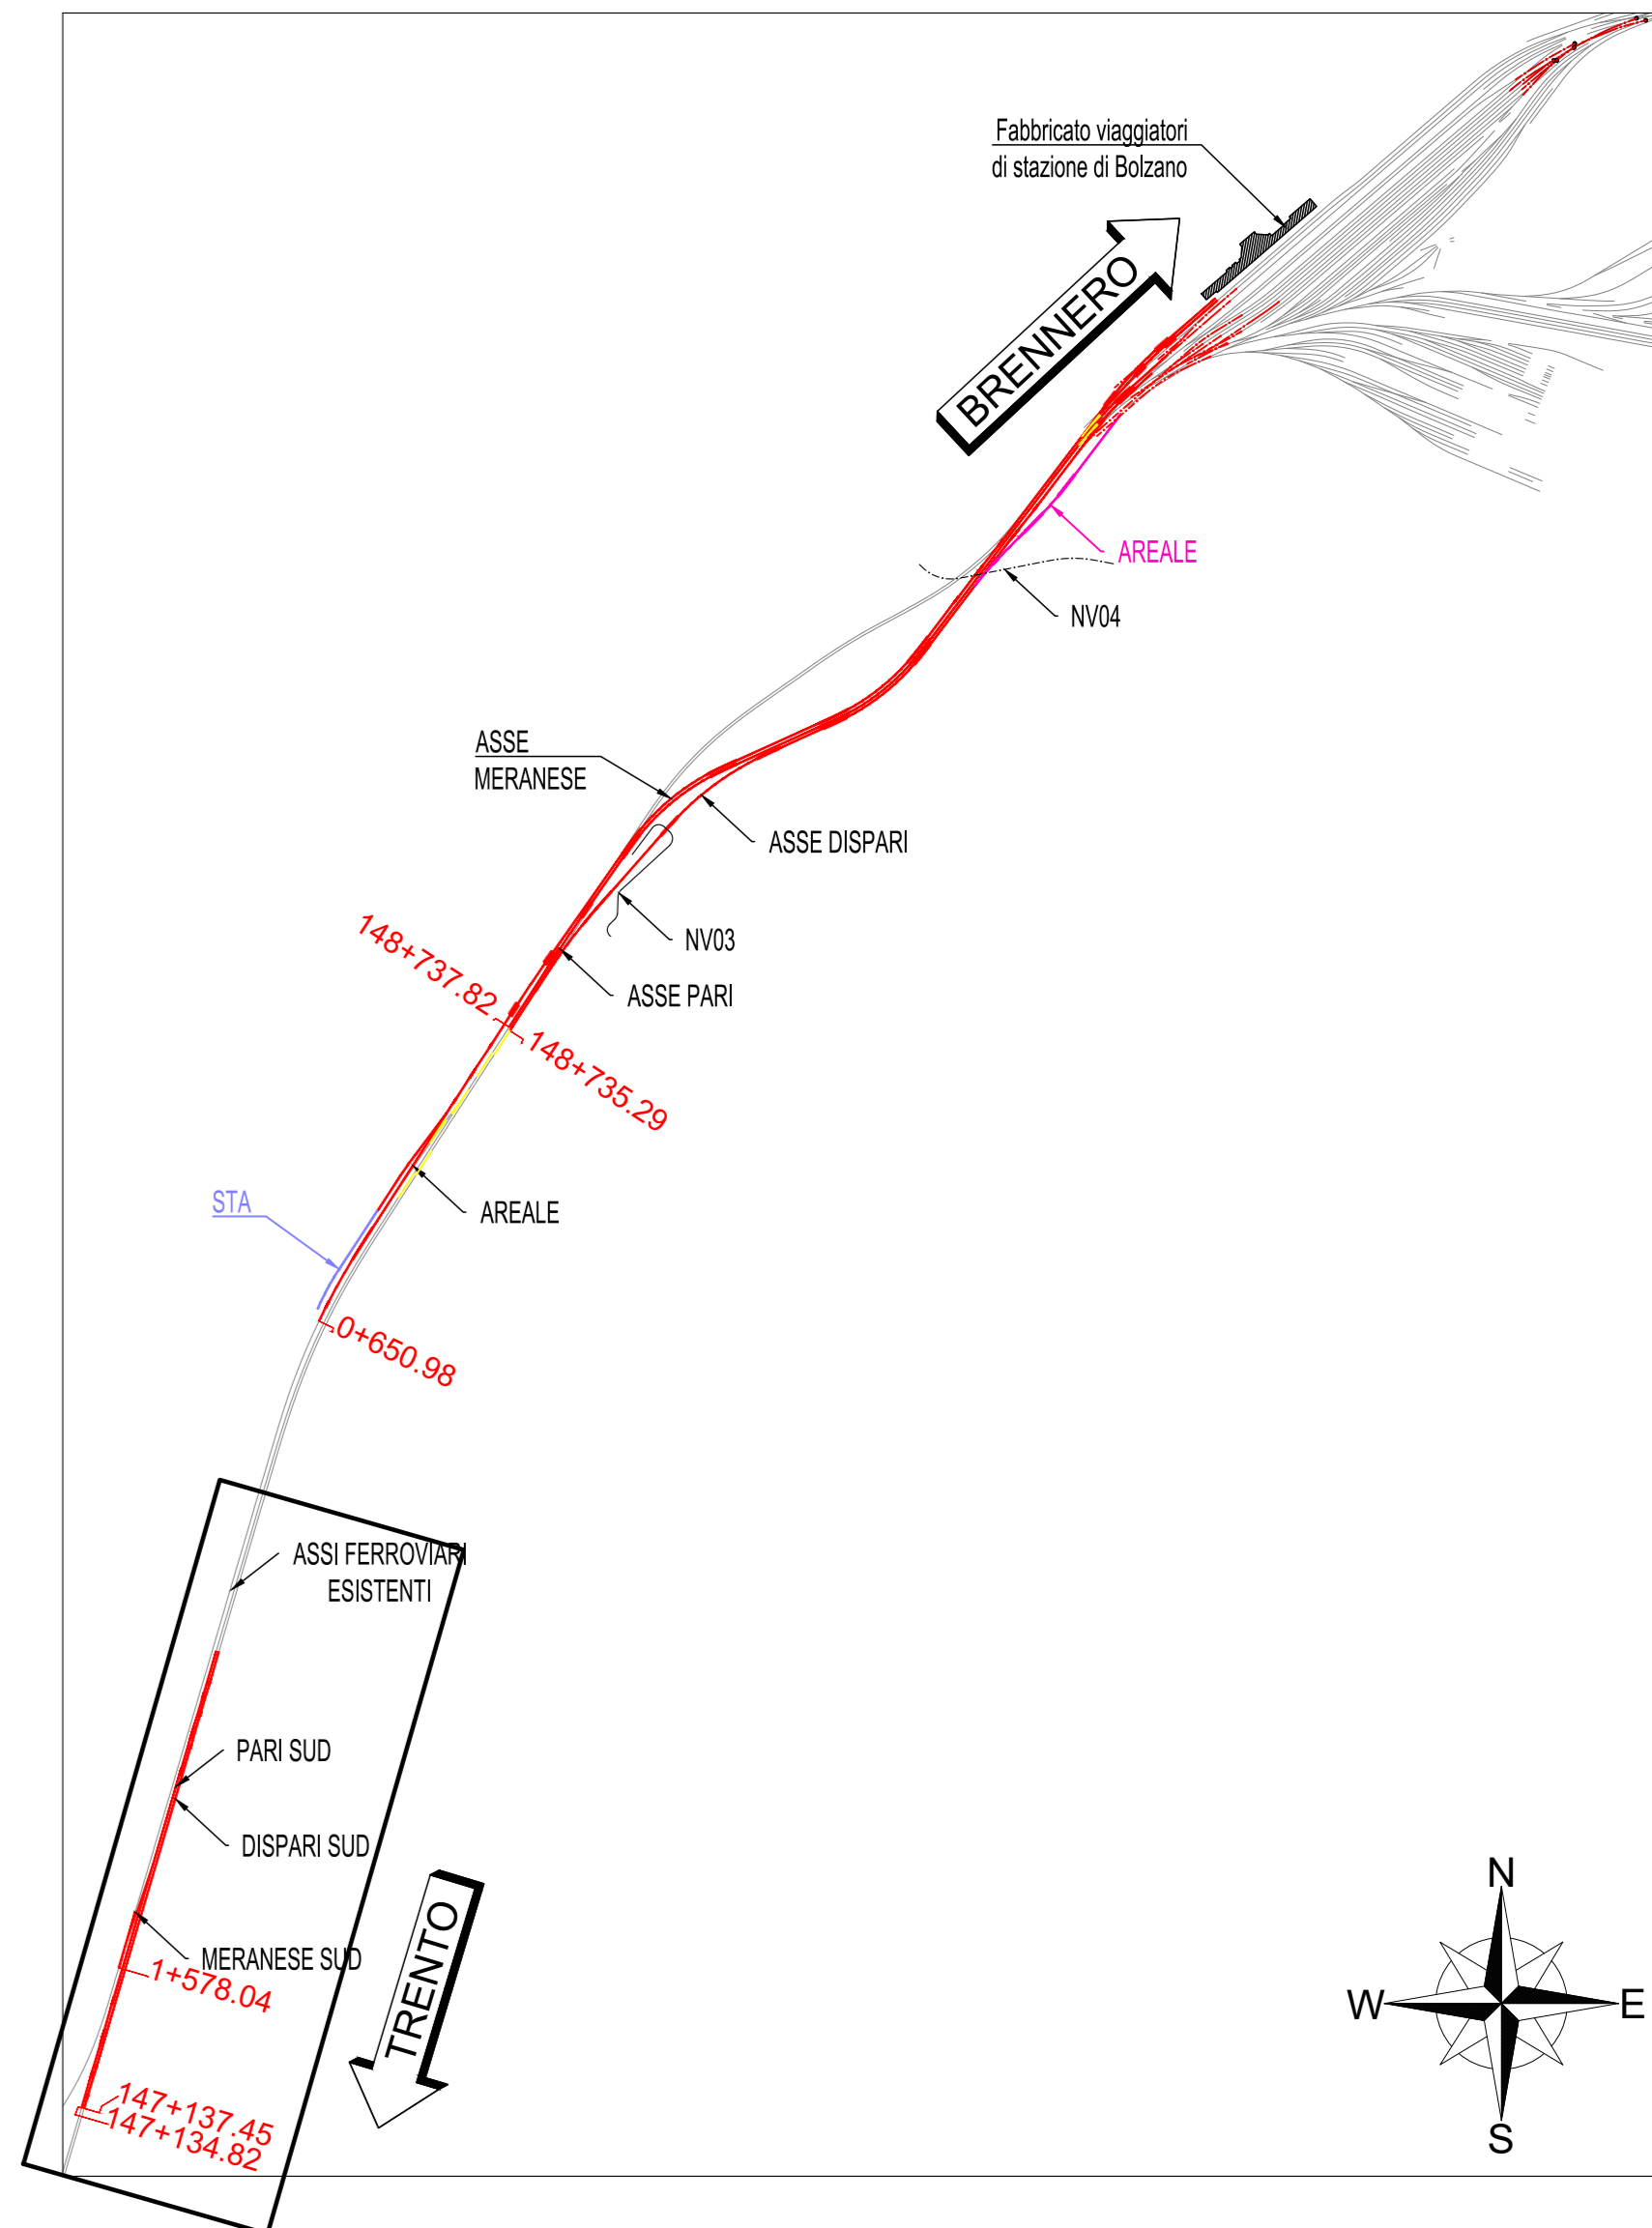 Fabbricato viaggiatori
di stazione di Bolzano
BRENNERO
AREALE
NV04
ASSE
MERANESE
ASSE DISPARI
NV03
148+737.82
ASSE PARI
148+735.29
STA
AREALE
0+650.98
ASSI FERROVIARI
ESISTENTI
PARI SUD
DISPARI SUD
MERANESE SUD
1+578.04
TRENTO
147+137.45
147+134.82
N
W
E
S